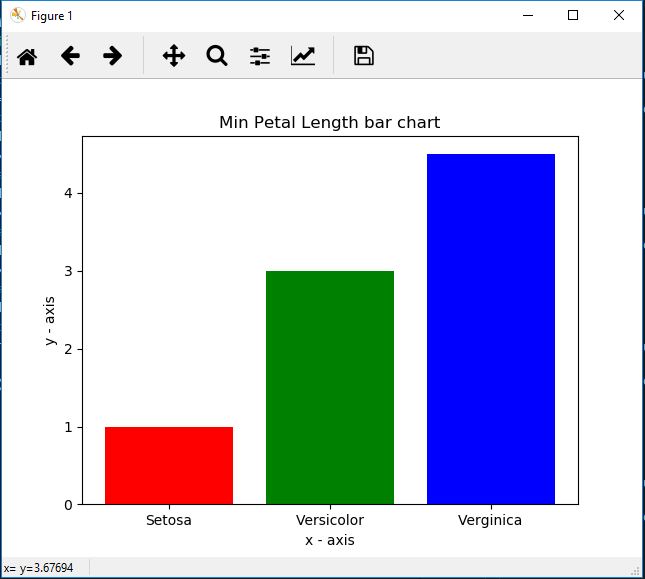 Figure 1
Min Petal Length bar chart
4
3
2
1
0
y - axis
Setosa Versicolor Verginica
x - axis
x= y=3.67694